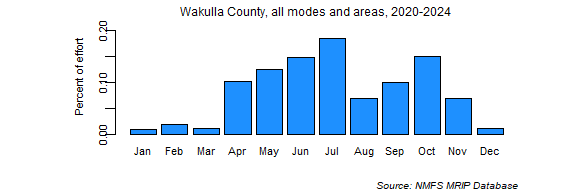 Wakulla County, all modes and areas, 2020-2024
Percent of effort
0.20
0.10
0.00
Jan Feb Mar Apr May Jun Jul Aug Sep Oct Nov Dec
Source: NMFS MRIP Database